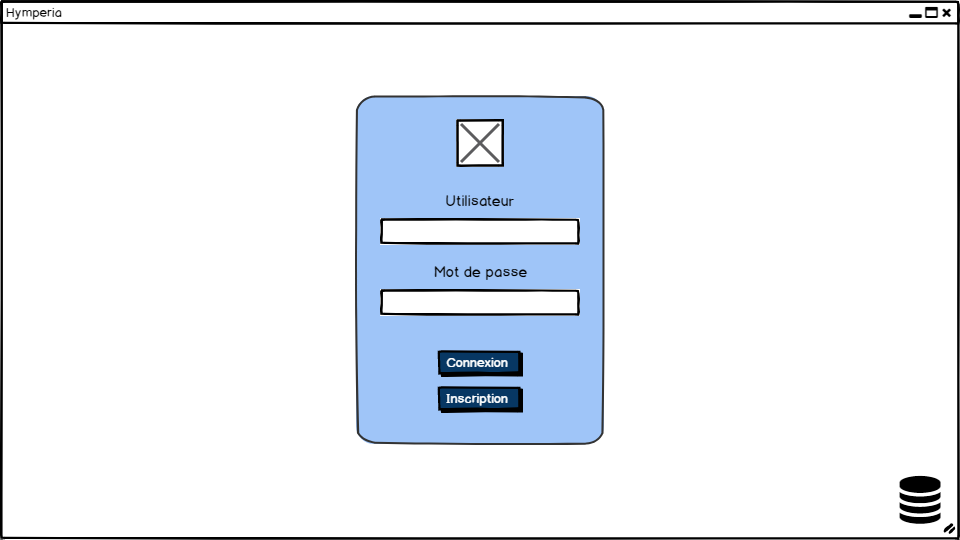 Hymperia
Utilisateur
Mot de passe
Connexion
Inscription